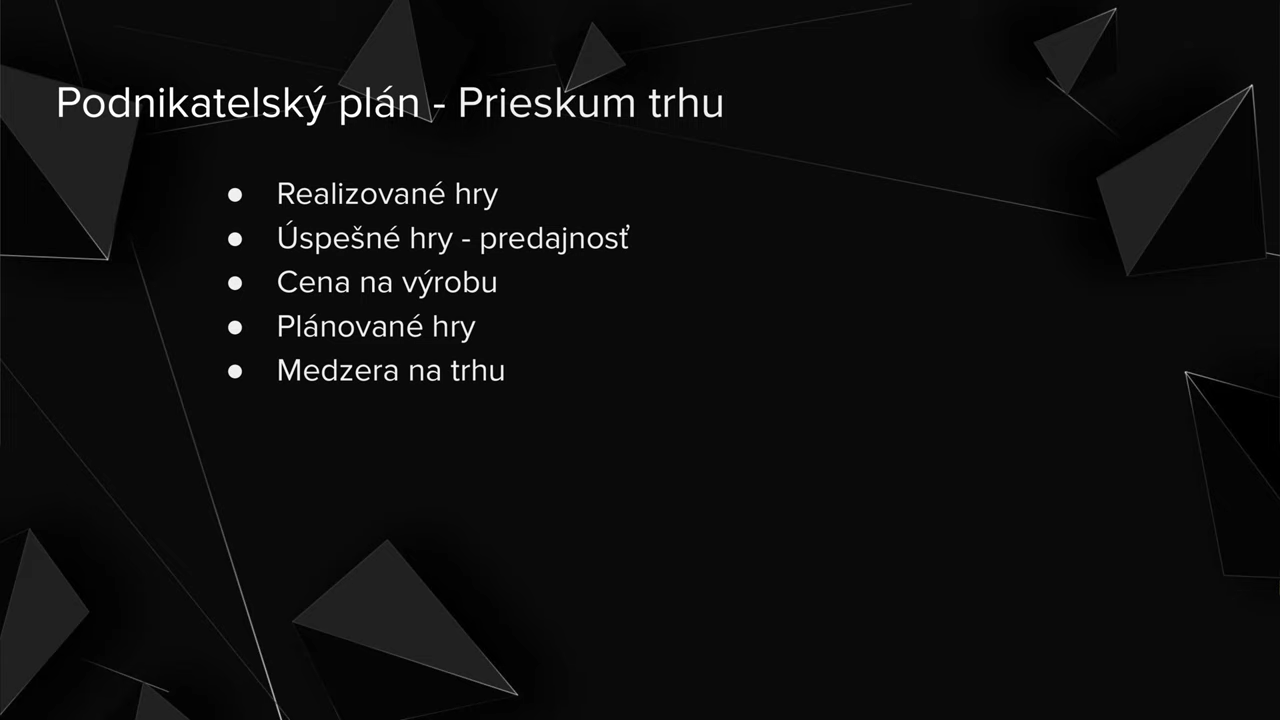 Podnikatelský plán - Prieskum trhu
● Realizované hry
● Úspešné hry - predajnosť
● Cena na výrobu
● Plánované hry
● Medzera na trhu